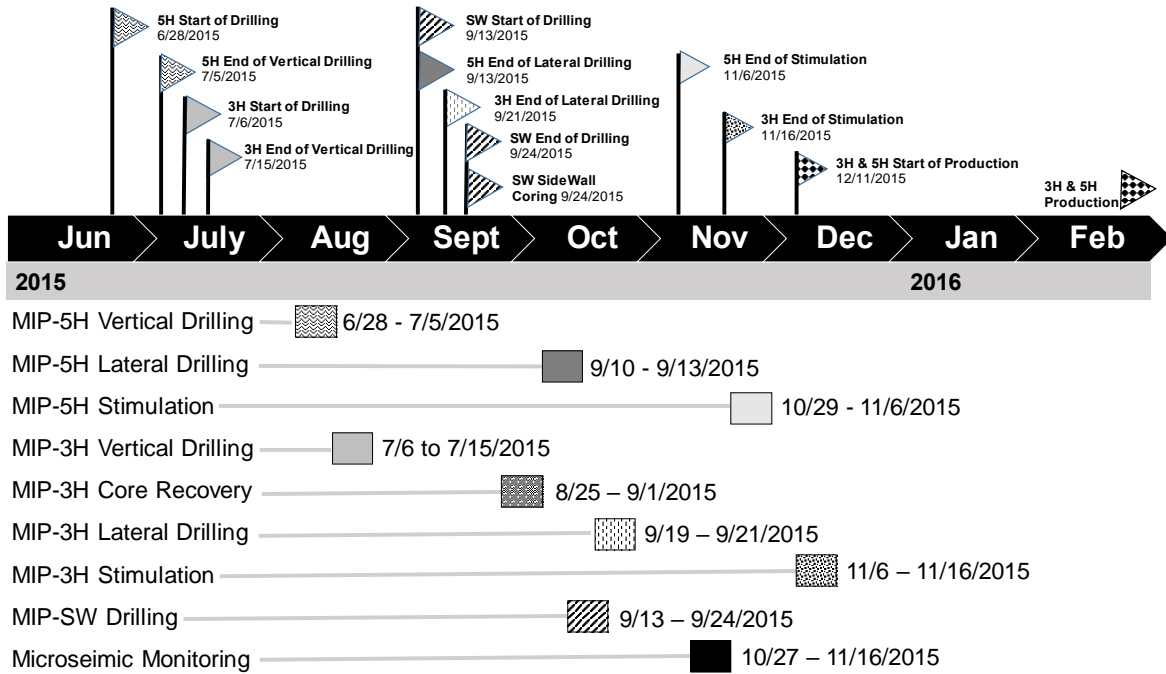 5H Start of Drilling
6/28/2015
5H End of Vertical Drilling
7/5/2015
3H Start of Drilling
7/6/2015
3H End of Vertical Drilling
7/15/2015
SW Start of Drilling
9/13/2015
5H End of Lateral Drilling
9/13/2015
3H End of Lateral Drilling
9/21/2015
SW End of Drilling
9/24/2015
SW SideWall
Coring 9/24/2015
5H End of Stimulation
11/6/2015
3H End of Stimulation
11/16/2015
3H & 5H Start of Production
12/11/2015
3H & 5H
Production
Jun July Aug Sept Oct Nov Dec Jan Feb
2015 2016
MIP-5H Vertical Drilling 6/28 - 7/5/2015
MIP-5H Lateral Drilling 9/10 - 9/13/2015
MIP-5H Stimulation 10/29 - 11/6/2015
MIP-3H Vertical Drilling 7/6 to 7/15/2015
MIP-3H Core Recovery 8/25 – 9/1/2015
MIP-3H Lateral Drilling 9/19 – 9/21/2015
MIP-3H Stimulation 11/6 – 11/16/2015
MIP-SW Drilling 9/13 – 9/24/2015
Microseimic Monitoring 10/27 – 11/16/2015